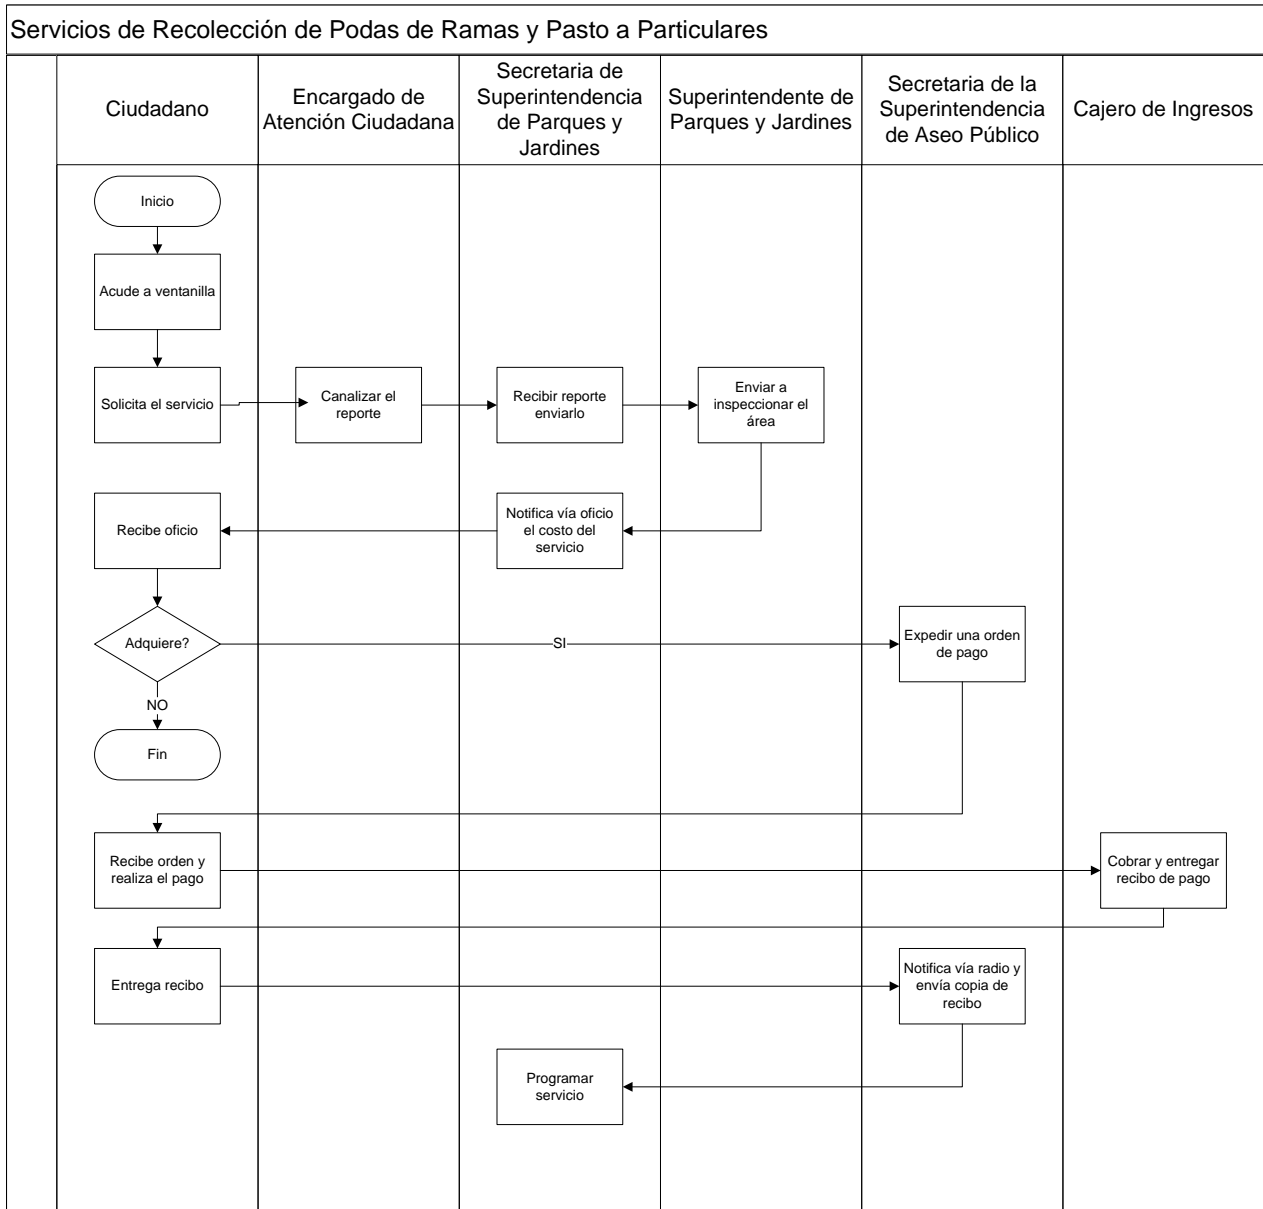 Servicios de Recolección de Podas de Ramas y Pasto a Particulares
Ciudadano
Encargado de
Atención Ciudadana
Secretaria de
Superintendencia
de Parques y
Jardines
Superintendente de
Parques y Jardines
Secretaria de la
Superintendencia
de Aseo Público
Cajero de Ingresos
Inicio
Acude a ventanilla
Solicita el servicio
Canalizar el
reporte
Recibir reporte
enviarlo
Enviar a
inspeccionar el
área
Recibe oficio
Notifica vía oficio
el costo del
servicio
Adquiere?
SI
Expedir una orden
de pago
NO
Fin
Recibe orden y
realiza el pago
Cobrar y entregar
recibo de pago
Entrega recibo
Notifica vía radio y
envía copia de
recibo
Programar
servicio